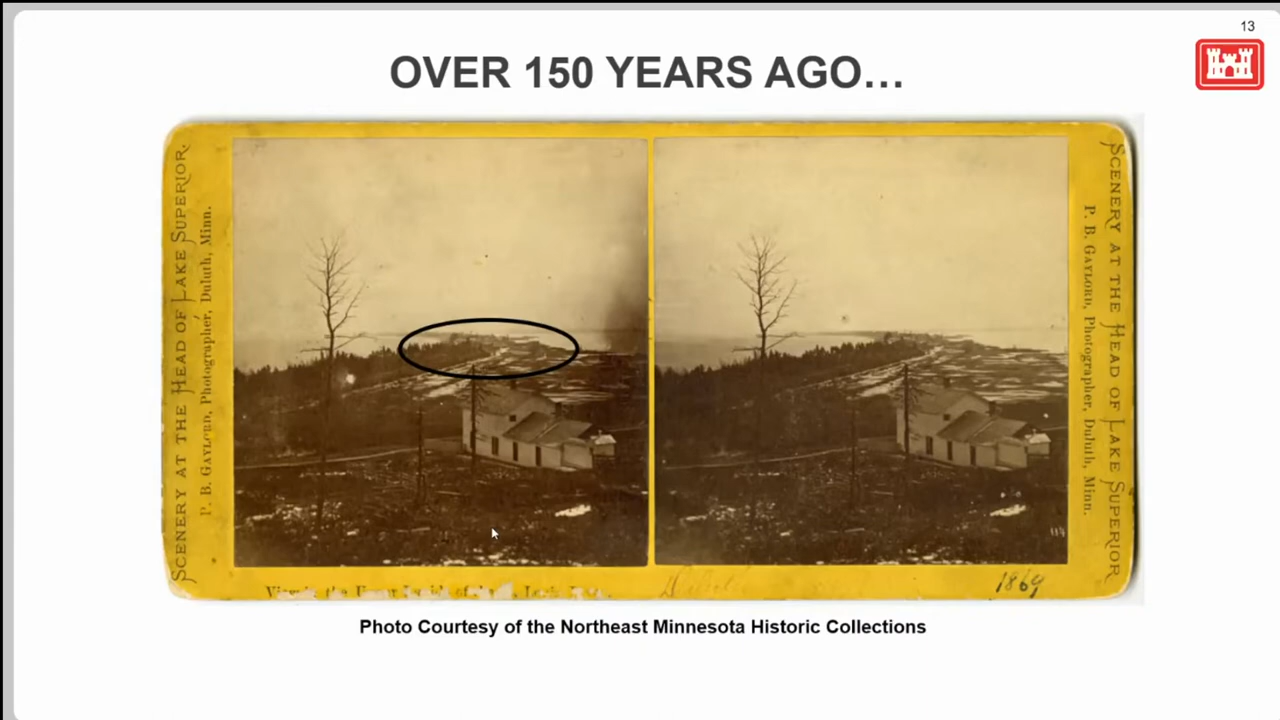 13
OVER 150 YEARS AGO…
SCENERY AT THE HEAD OF LAKE SUPERIOR.
P. B. GAYLORD, Photographer, Duluth, Minn.
P. B. GAYLORD, Photographer, Duluth, Minn.
SCENERY AT THE HEAD OF LAKE SUPERIOR
1869
Photo Courtesy of the Northeast Minnesota Historic Collections